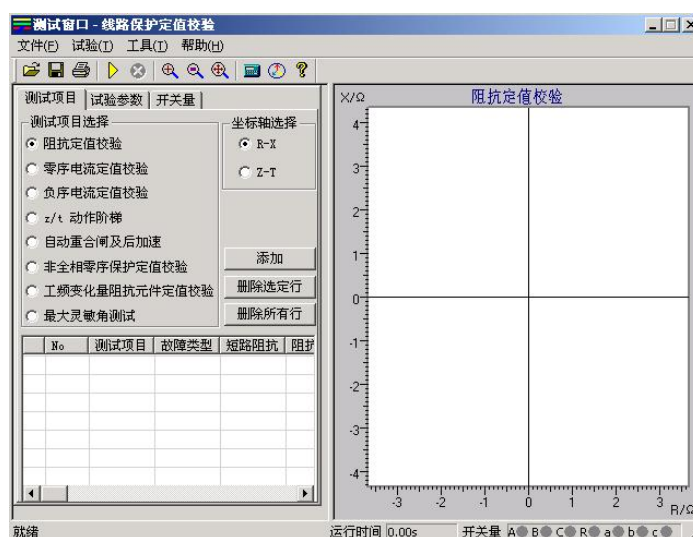 测试窗口 - 线路保护定值校验
文件(F) 试验(T) 工具(T) 帮助(H)
测试项目 试验参数 开关量
测试项目选择
阻抗定值校验
零序电流定值校验
负序电流定值校验
z/t 动作阶梯
自动重合闸及后加速
非全相零序保护定值校验
工频变化量阻抗元件定值校验
最大灵敏角测试
坐标轴选择
R-X
Z-T
添加
删除选定行
删除所有行
No 测试项目 故障类型 短路阻抗 阻抗
X/Ω 阻抗定值校验
4
3
2
1
0
-1
-2
-3
-4
-3 -2 -1 0 1 2 3 R/Ω
就绪 运行时间 0.00s 开关量 A B C R a b c